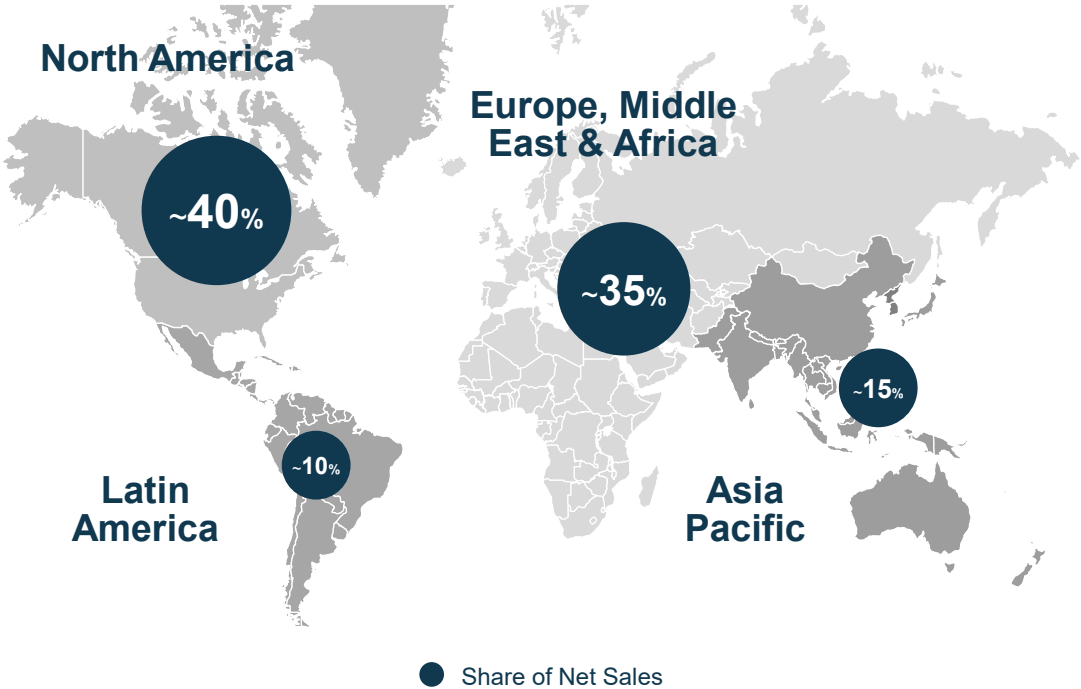 North America
~40%
Europe, Middle
East & Africa
~35%
~15%
~10%
Latin
America
Asia
Pacific
Share of Net Sales